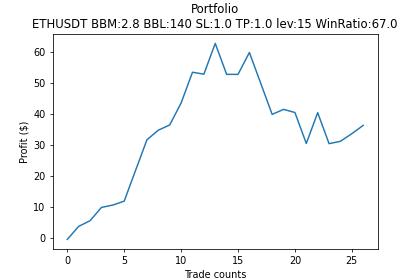 Portfolio
ETHUSDT BBM:2.8 BBL:140 SL:1.0 TP:1.0 lev:15 WinRatio:67.0
60
50
40
30
20
10
0
Profit ($)
0 5 10 15 20 25
Trade counts